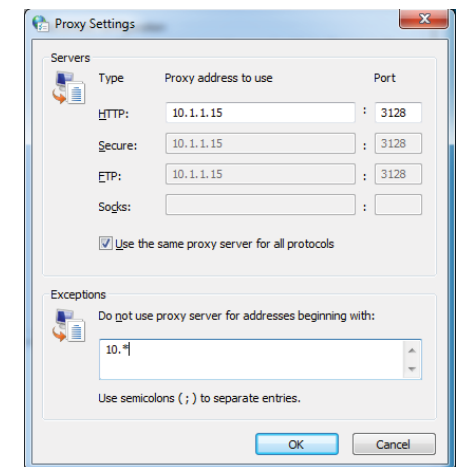 Proxy Settings
Servers
Type Proxy address to use Port
HTTP: 10.1.1.15 : 3128
Secure: 10.1.1.15 : 3128
FTP: 10.1.1.15 : 3128
Socks: :
Use the same proxy server for all protocols
Exceptions
Do not use proxy server for addresses beginning with:
10.*
Use semicolons ( ; ) to separate entries.
OK Cancel